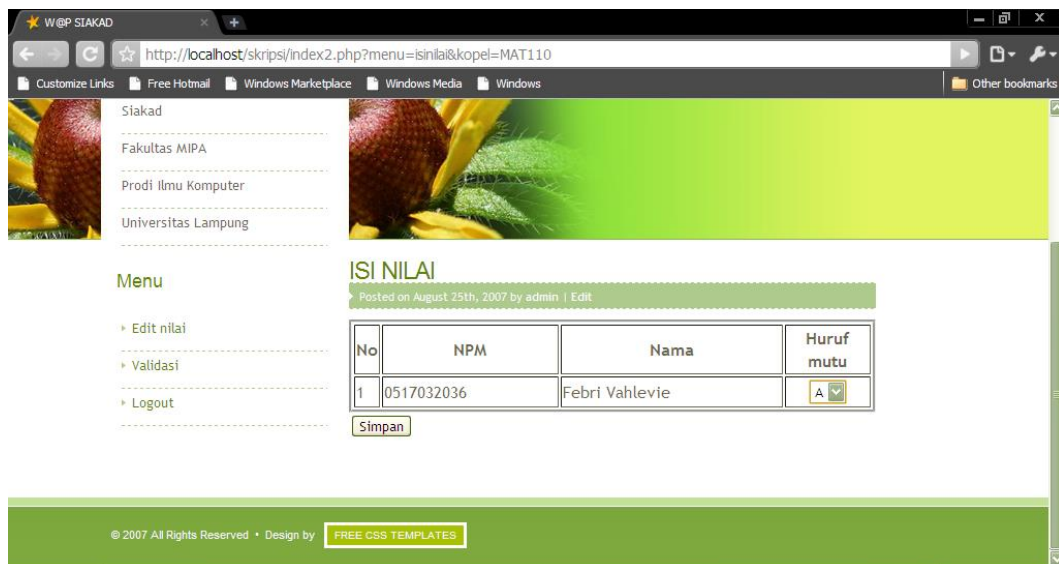 W@P SIAKAD
http://localhost/skripsi/index2.php?menu=isinilai&kopel=MAT110
Customize Links Free Hotmail Windows Marketplace Windows Media Windows Other bookmarks
Siakad
Fakultas MIPA
Prodi Ilmu Komputer
Universitas Lampung
Menu
Edit nilai
Validasi
Logout
ISI NILAI
Posted on August 25th, 2007 by admin | Edit
No NPM Nama Huruf mutu
1 0517032036 Febri Vahlevie A
Simpan
© 2007 All Rights Reserved • Design by FREE CSS TEMPLATES